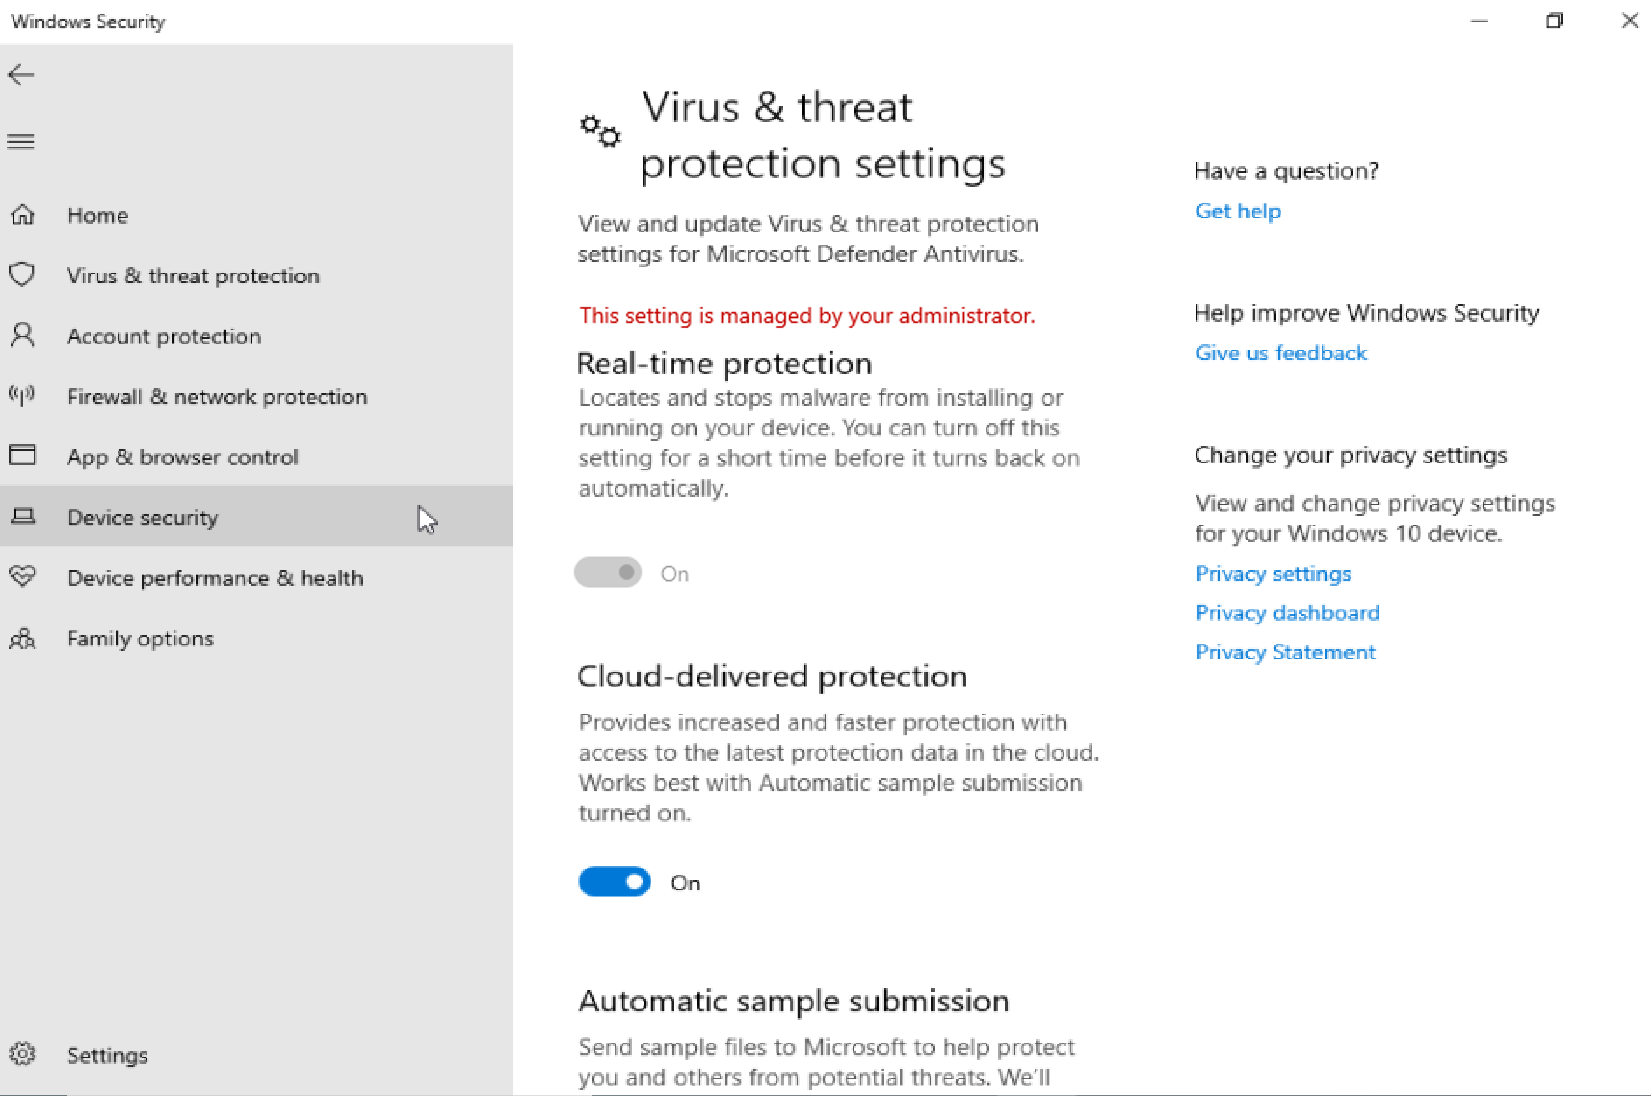 Windows Security
Home
Virus & threat protection
Account protection
Firewall & network protection
App & browser control
Device security
Device performance & health
Family options
Settings
Virus & threat
protection settings
View and update Virus & threat protection
settings for Microsoft Defender Antivirus.
This setting is managed by your administrator.
Real-time protection
Locates and stops malware from installing or
running on your device. You can turn off this
setting for a short time before it turns back on
automatically.
On
Cloud-delivered protection
Provides increased and faster protection with
access to the latest protection data in the cloud.
Works best with Automatic sample submission
turned on.
On
Automatic sample submission
Send sample files to Microsoft to help protect
you and others from potential threats. We'll
Have a question?
Get help
Help improve Windows Security
Give us feedback
Change your privacy settings
View and change privacy settings
for your Windows 10 device.
Privacy settings
Privacy dashboard
Privacy Statement